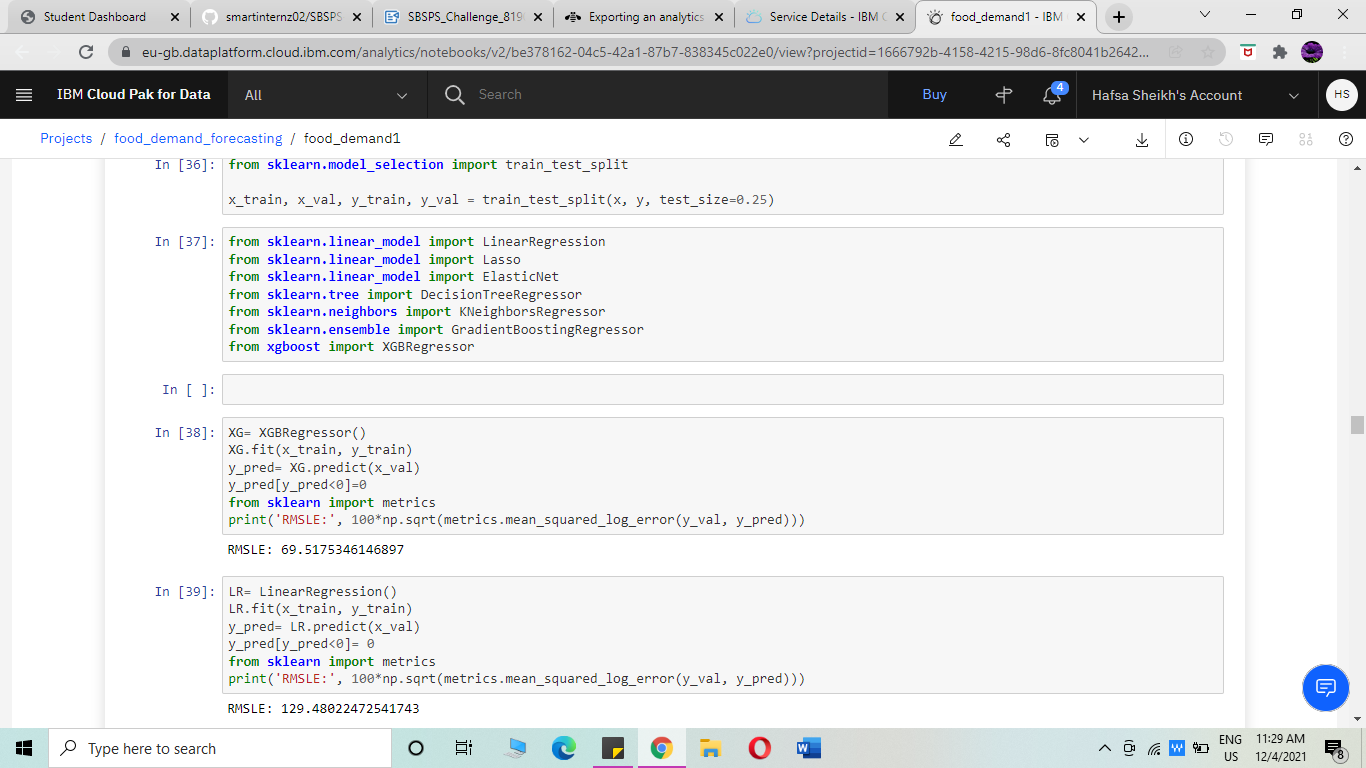 Student Dashboard
smartinternz02/SBSPS
SBSPS_Challenge_819
Exporting an analytics
Service Details - IBM C
food_demand1 - IBM
eu-gb.dataplatform.cloud.ibm.com/analytics/notebooks/v2/be378162-04c5-42a1-87b7-838345c022e0/view?projectid=1666792b-4158-4215-98d6-8fc8041b2642...
IBM Cloud Pak for Data
All
Search
Buy
4
Hafsa Sheikh's Account
HS
Projects / food_demand_forecasting / food_demand1
In [36]: from sklearn.model_selection import train_test_split
x_train, x_val, y_train, y_val = train_test_split(x, y, test_size=0.25)
In [37]: from sklearn.linear_model import LinearRegression
from sklearn.linear_model import Lasso
from sklearn.linear_model import ElasticNet
from sklearn.tree import DecisionTreeRegressor
from sklearn.neighbors import KNeighborsRegressor
from sklearn.ensemble import GradientBoostingRegressor
from xgboost import XGBRegressor
In [ ]:
In [38]: XG= XGBRegressor()
XG.fit(x_train, y_train)
y_pred= XG.predict(x_val)
y_pred[y_pred<0]=0
from sklearn import metrics
print('RMSLE:', 100*np.sqrt(metrics.mean_squared_log_error(y_val, y_pred)))
RMSLE: 69.5175346146897
In [39]: LR= LinearRegression()
LR.fit(x_train, y_train)
y_pred= LR.predict(x_val)
y_pred[y_pred<0]= 0
from sklearn import metrics
print('RMSLE:', 100*np.sqrt(metrics.mean_squared_log_error(y_val, y_pred)))
RMSLE: 129.48022472541743
Type here to search
ENG
US
11:29 AM
12/4/2021
8